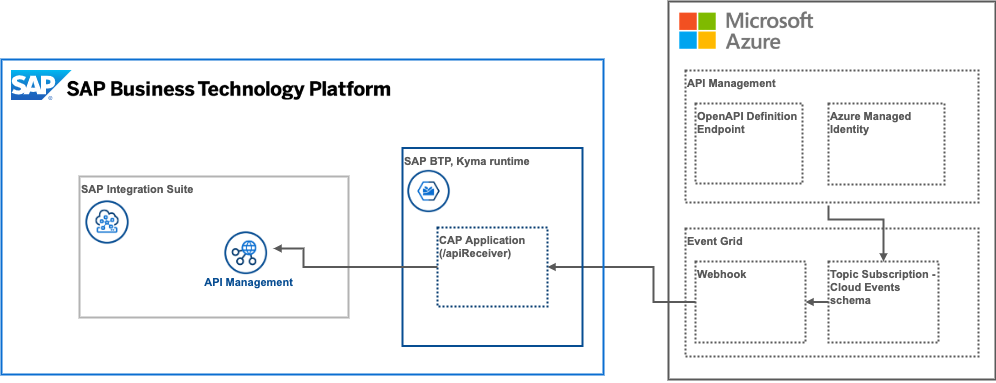 Microsoft
Azure
SAP
®
SAP Business Technology Platform
API Management
OpenAPI Definition
Endpoint
Azure Managed
Identity
SAP BTP, Kyma runtime
SAP Integration Suite
CAP Application
(/apiReceiver)
API Management
Event Grid
Webhook
Topic Subscription -
Cloud Events
schema